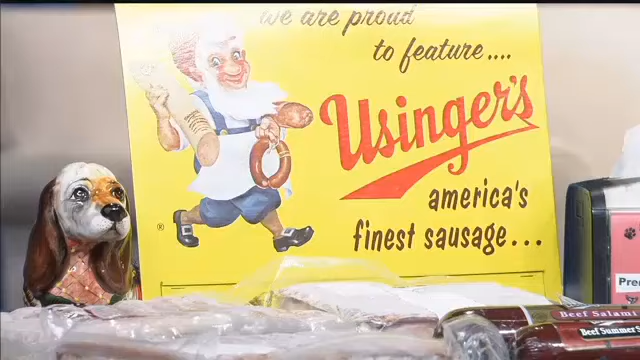 we are proud
to feature....
Usinger's
america's
finest sausage...
®
Beef Salami
Beef Summer S